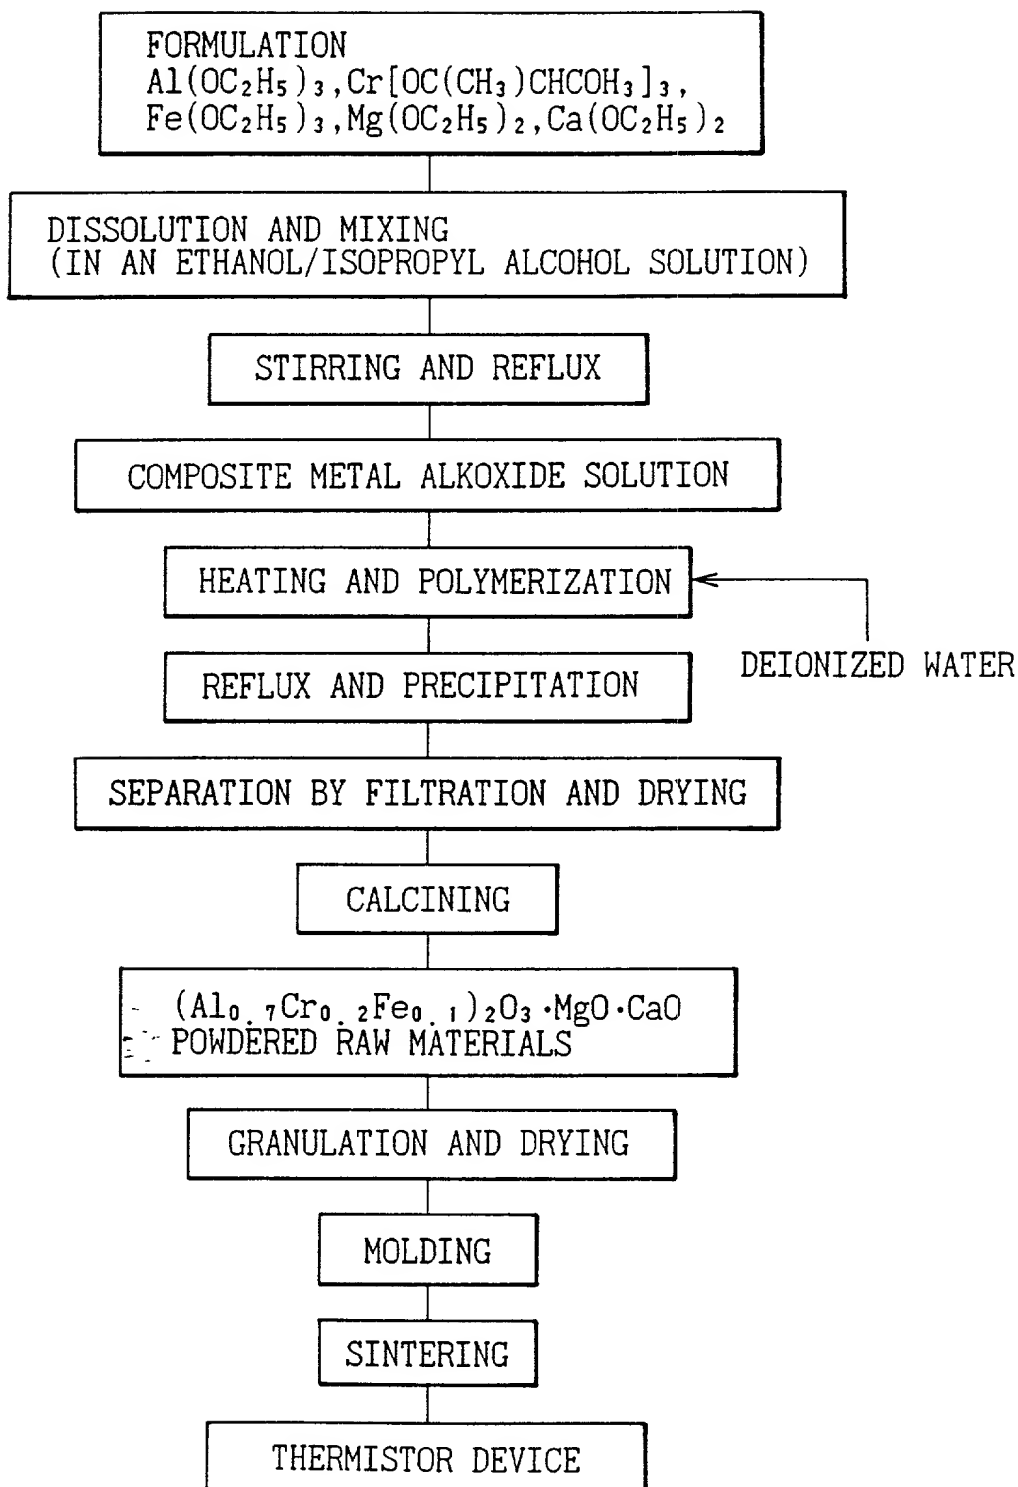 FORMULATION
Al(OC₂H₅)₃,Cr[OC(CH₃)CHCOH₃]₃,
Fe(OC₂H₅)₃,Mg(OC₂H₅)₂,Ca(OC₂H₅)₂
DISSOLUTION AND MIXING
(IN AN ETHANOL/ISOPROPYL ALCOHOL SOLUTION)
STIRRING AND REFLUX
COMPOSITE METAL ALKOXIDE SOLUTION
HEATING AND POLYMERIZATION
DEIONIZED WATER
REFLUX AND PRECIPITATION
SEPARATION BY FILTRATION AND DRYING
CALCINING
(Al₀.₇Cr₀.₂Fe₀.₁)₂O₃·MgO·CaO
POWDERED RAW MATERIALS
GRANULATION AND DRYING
MOLDING
SINTERING
THERMISTOR DEVICE